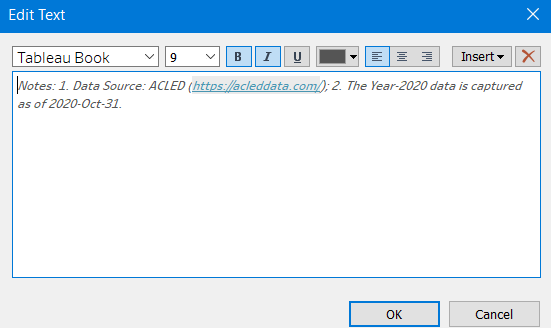 Edit Text
Tableau Book 9 B I U Insert
Notes: 1. Data Source: ACLED (https://acleddata.com/); 2. The Year-2020 data is captured
as of 2020-Oct-31.
OK Cancel